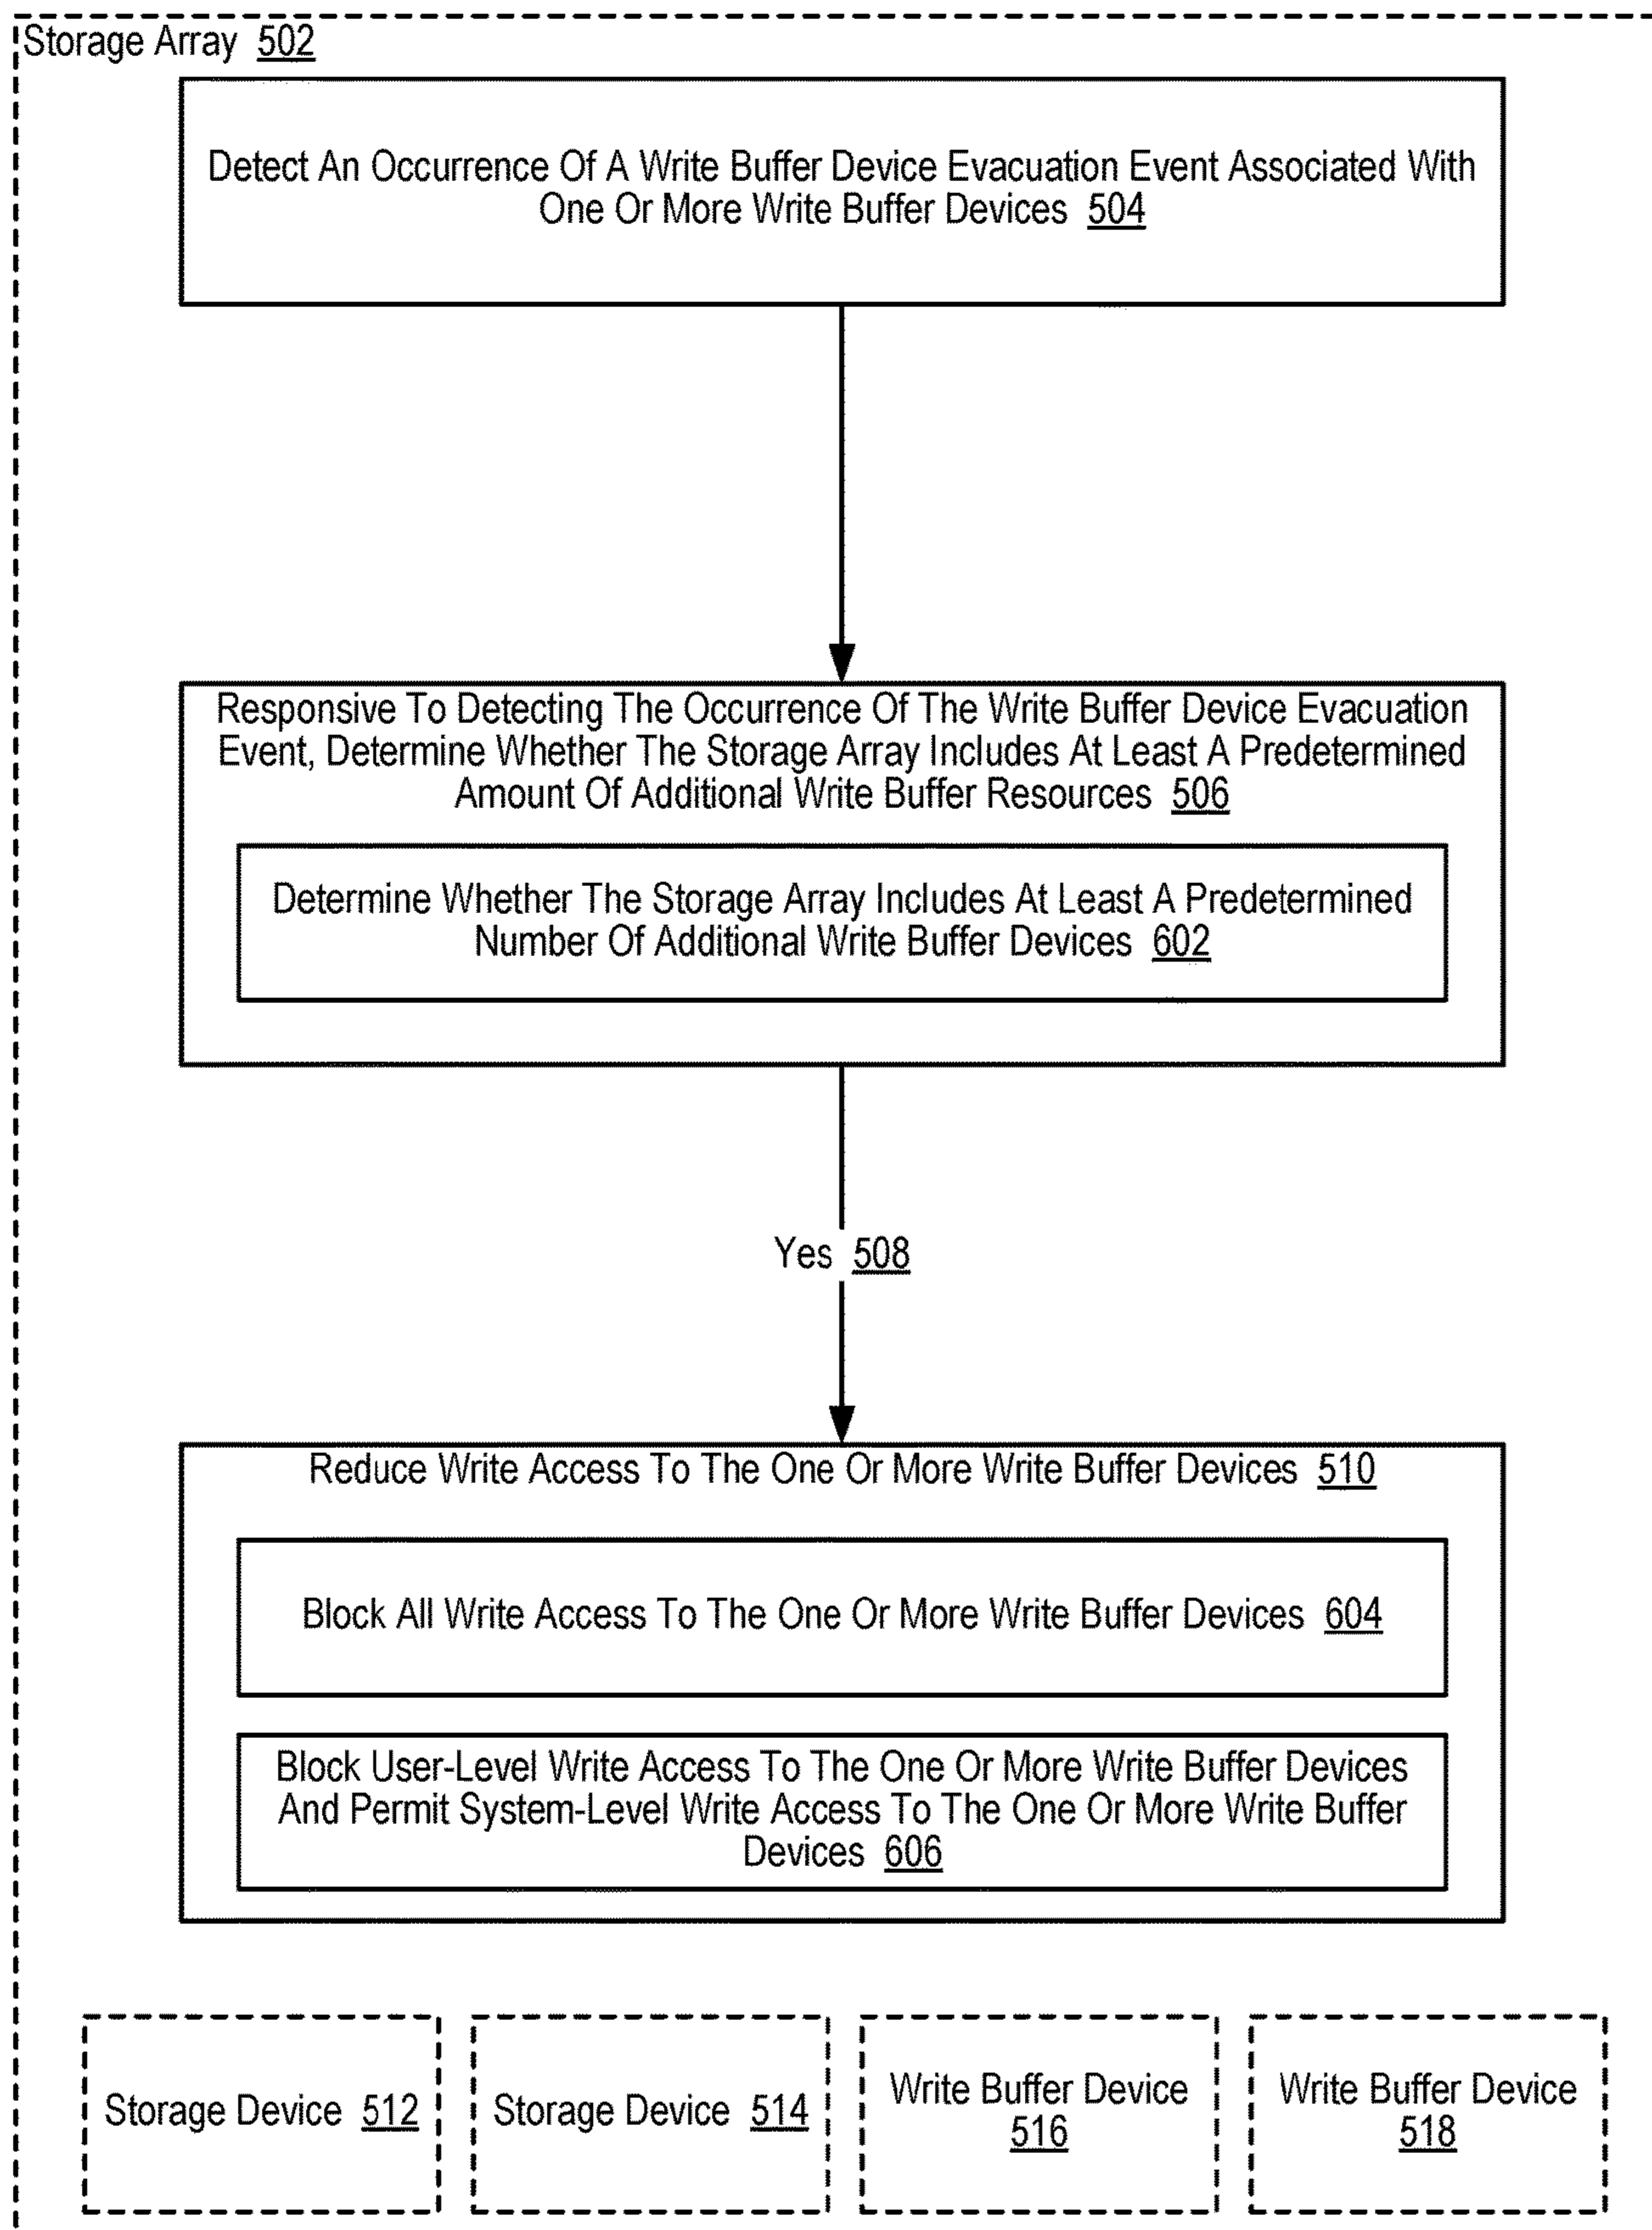 Storage Array 502
Detect An Occurrence Of A Write Buffer Device Evacuation Event Associated With
One Or More Write Buffer Devices 504
Responsive To Detecting The Occurrence Of The Write Buffer Device Evacuation
Event, Determine Whether The Storage Array Includes At Least A Predetermined
Amount Of Additional Write Buffer Resources 506
Determine Whether The Storage Array Includes At Least A Predetermined
Number Of Additional Write Buffer Devices 602
Yes 508
Reduce Write Access To The One Or More Write Buffer Devices 510
Block All Write Access To The One Or More Write Buffer Devices 604
Block User-Level Write Access To The One Or More Write Buffer Devices
And Permit System-Level Write Access To The One Or More Write Buffer
Devices 606
Storage Device 512
Storage Device 514
Write Buffer Device
516
Write Buffer Device
518